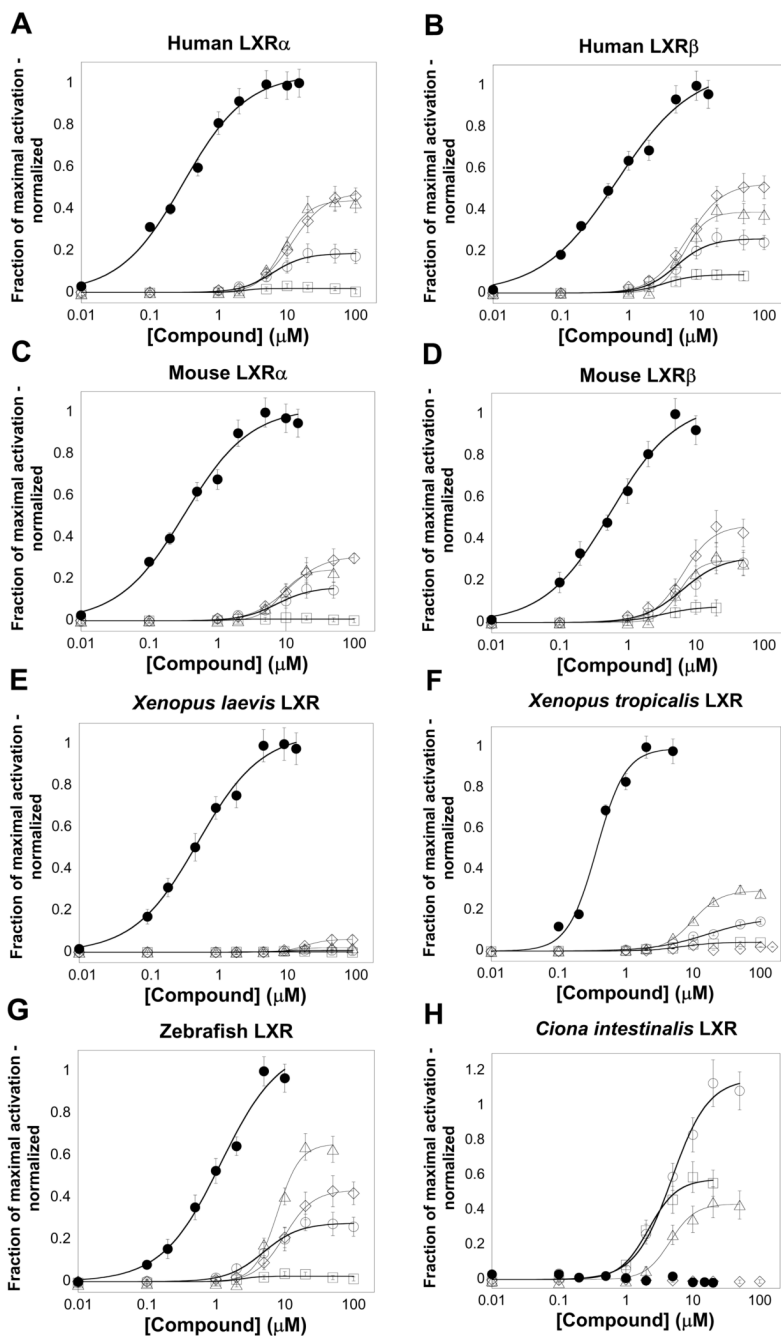 A
Human LXRα
Fraction of maximal activation -
normalized
1
0.8
0.6
0.4
0.2
0
0.01 0.1 1 10 100
[Compound] (μM)
B
Human LXRβ
Fraction of maximal activation -
normalized
1
0.8
0.6
0.4
0.2
0
0.01 0.1 1 10 100
[Compound] (μM)
C
Mouse LXRα
Fraction of maximal activation -
normalized
1
0.8
0.6
0.4
0.2
0
0.01 0.1 1 10 100
[Compound] (μM)
D
Mouse LXRβ
Fraction of maximal activation -
normalized
1
0.8
0.6
0.4
0.2
0
0.01 0.1 1 10 100
[Compound] (μM)
E
Xenopus laevis LXR
Fraction of maximal activation -
normalized
1
0.8
0.6
0.4
0.2
0
0.01 0.1 1 10 100
[Compound] (μM)
F
Xenopus tropicalis LXR
Fraction of maximal activation -
normalized
1
0.8
0.6
0.4
0.2
0
0.01 0.1 1 10 100
[Compound] (μM)
G
Zebrafish LXR
Fraction of maximal activation -
normalized
1
0.8
0.6
0.4
0.2
0
0.01 0.1 1 10 100
[Compound] (μM)
H
Ciona intestinalis LXR
Fraction of maximal activation -
normalized
1.2
1
0.8
0.6
0.4
0.2
0
0.01 0.1 1 10 100
[Compound] (μM)